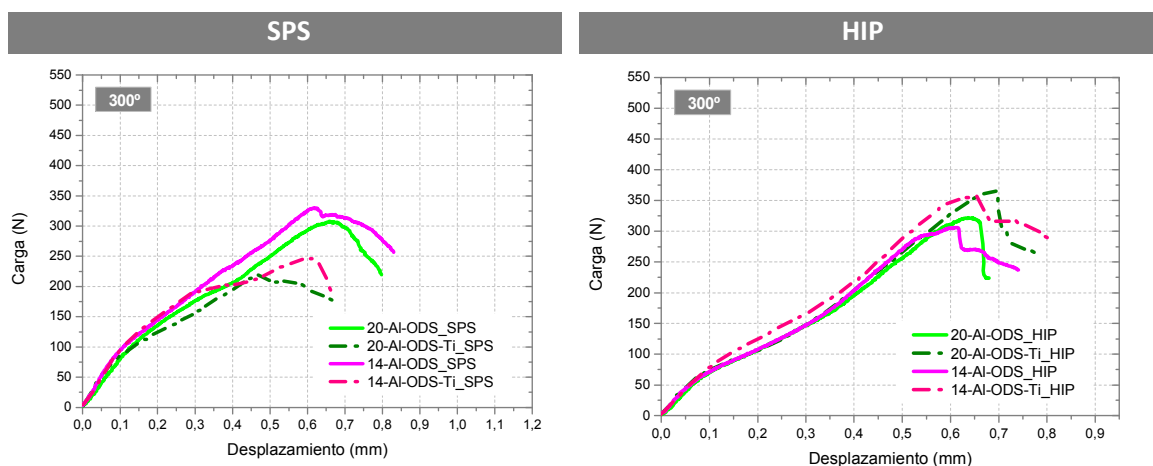 SPS
HIP
550
500
450
400
350
300
250
200
150
100
50
0
300º
Carga (N)
20-Al-ODS_SPS
20-Al-ODS-Ti_SPS
14-Al-ODS_SPS
14-Al-ODS-Ti_SPS
0,0 0,1 0,2 0,3 0,4 0,5 0,6 0,7 0,8 0,9 1,0 1,1 1,2
Desplazamiento (mm)
550
500
450
400
350
300
250
200
150
100
50
0
300º
Carga (N)
20-Al-ODS_HIP
20-Al-ODS-Ti_HIP
14-Al-ODS_HIP
14-Al-ODS-Ti_HIP
0,0 0,1 0,2 0,3 0,4 0,5 0,6 0,7 0,8 0,9
Desplazamiento (mm)